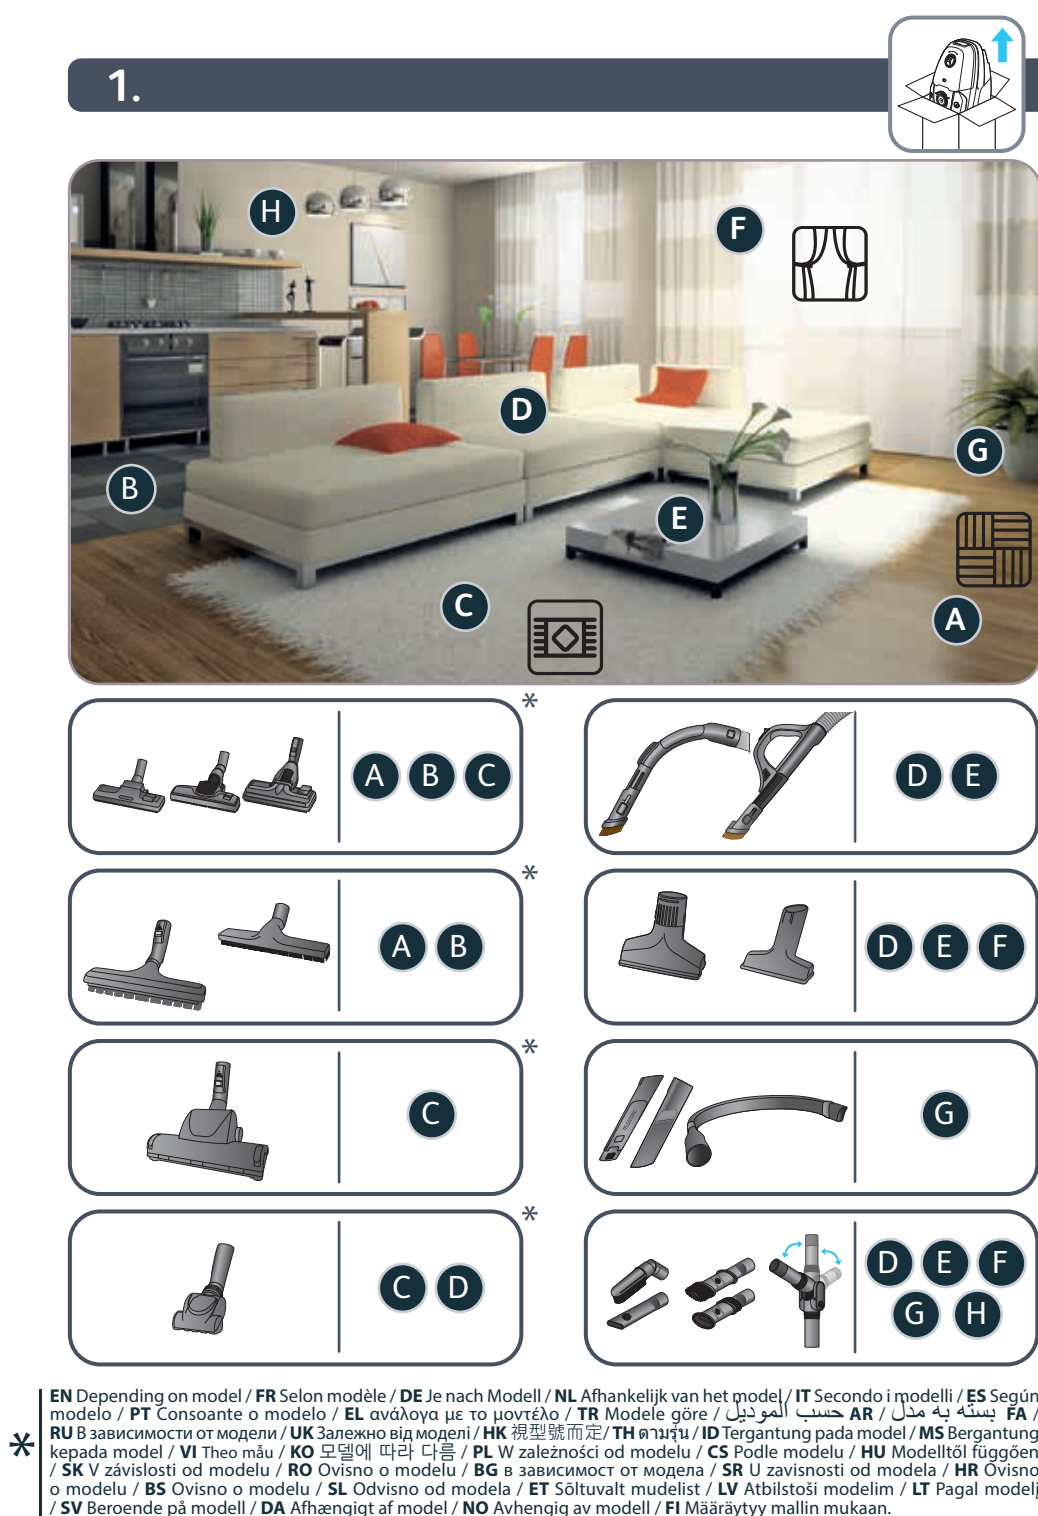 1.
H
F
D
G
B
E
C
A
*
A B C
D E
*
A B
D E F
*
C
G
*
C D
D E F
G H
* EN Depending on model / FR Selon modèle / DE Je nach Modell / NL Afhankelijk van het model / IT Secondo i modelli / ES Según
modelo / PT Consoante o modelo / EL ανάλογα με το μοντέλο / TR Modele göre / حسب الموديل AR / بسته به مدل FA /
RU В зависимости от модели / UK Залежно від моделі / HK 視型號而定/ TH ตามรุ่น / ID Tergantung pada model / MS Bergantung
kepada model / VI Theo mẫu / KO 모델에 따라 다름 / PL W zależności od modelu / CS Podle modelu / HU Modelltől függően
/ SK V závislosti od modelu / RO Ovisno o modelu / BG в зависимост от модела / SR U zavisnosti od modela / HR Ovisno
o modelu / BS Ovisno o modelu / SL Odvisno od modela / ET Sõltuvalt mudelist / LV Atbilstoši modelim / LT Pagal modelį
/ SV Beroende på modell / DA Afhængigt af model / NO Avhengig av modell / FI Määräytyy mallin mukaan.